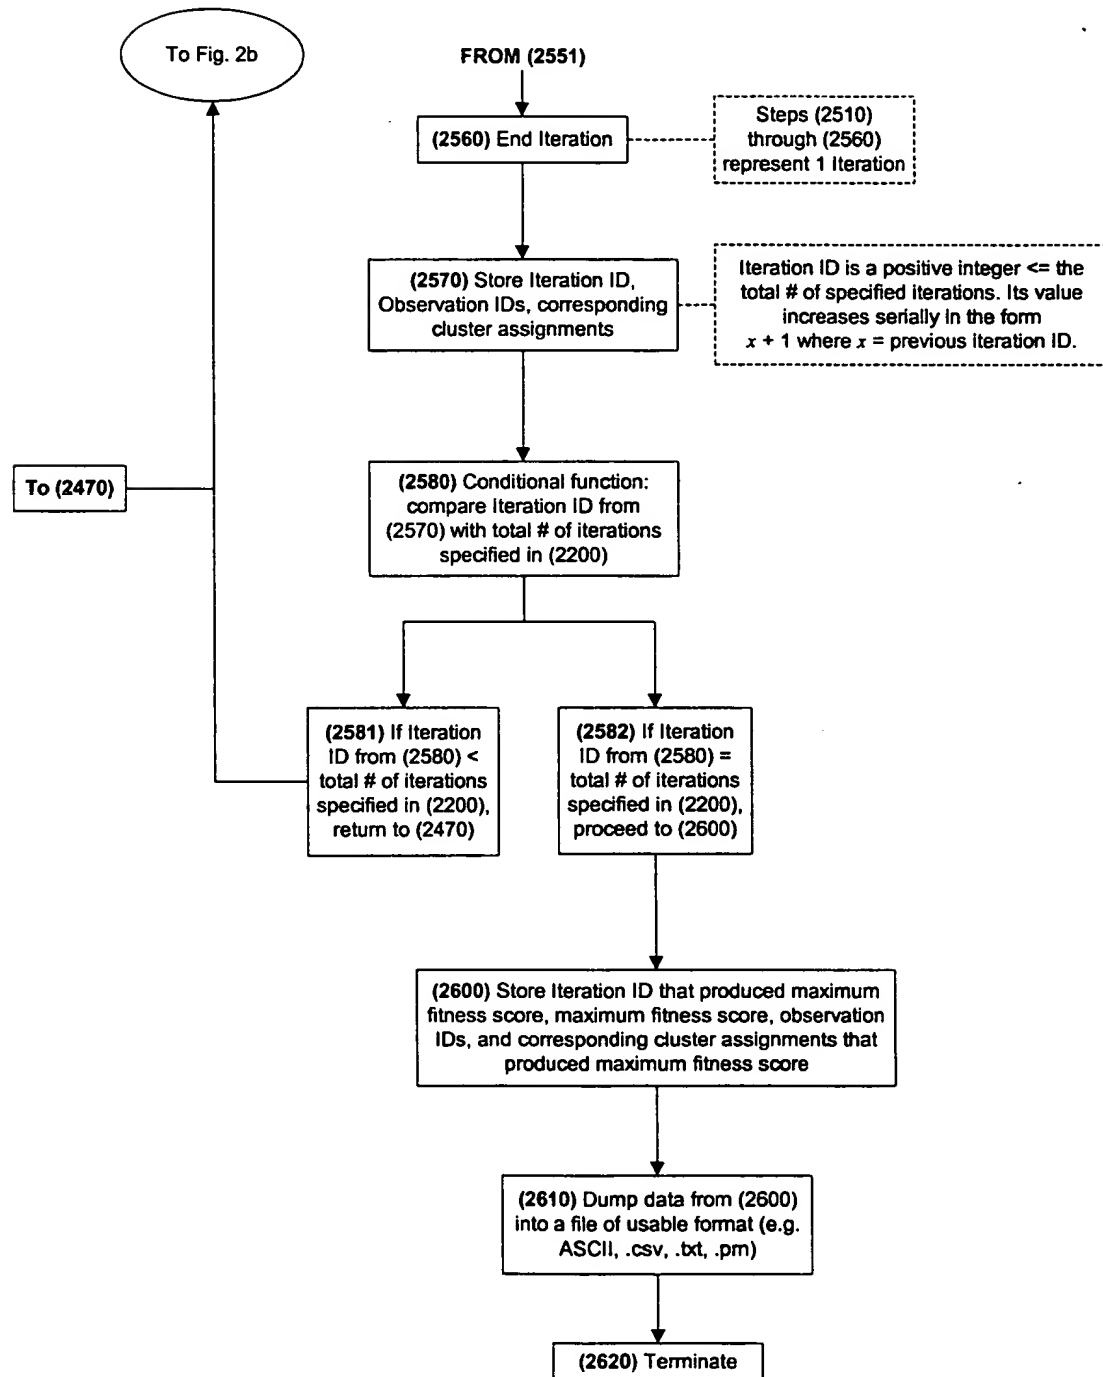 To Fig. 2b
FROM (2551)
(2560) End Iteration
Steps (2510)
through (2560)
represent 1 Iteration
(2570) Store Iteration ID,
Observation IDs, corresponding
cluster assignments
Iteration ID is a positive integer <= the
total # of specified iterations. Its value
increases serially in the form
x + 1 where x = previous iteration ID.
To (2470)
(2580) Conditional function:
compare Iteration ID from
(2570) with total # of iterations
specified in (2200)
(2581) If Iteration
ID from (2580) <
total # of iterations
specified in (2200),
return to (2470)
(2582) If Iteration
ID from (2580) =
total # of iterations
specified in (2200),
proceed to (2600)
(2600) Store Iteration ID that produced maximum
fitness score, maximum fitness score, observation
IDs, and corresponding cluster assignments that
produced maximum fitness score
(2610) Dump data from (2600)
into a file of usable format (e.g.
ASCII, .csv, .txt, .prn)
(2620) Terminate